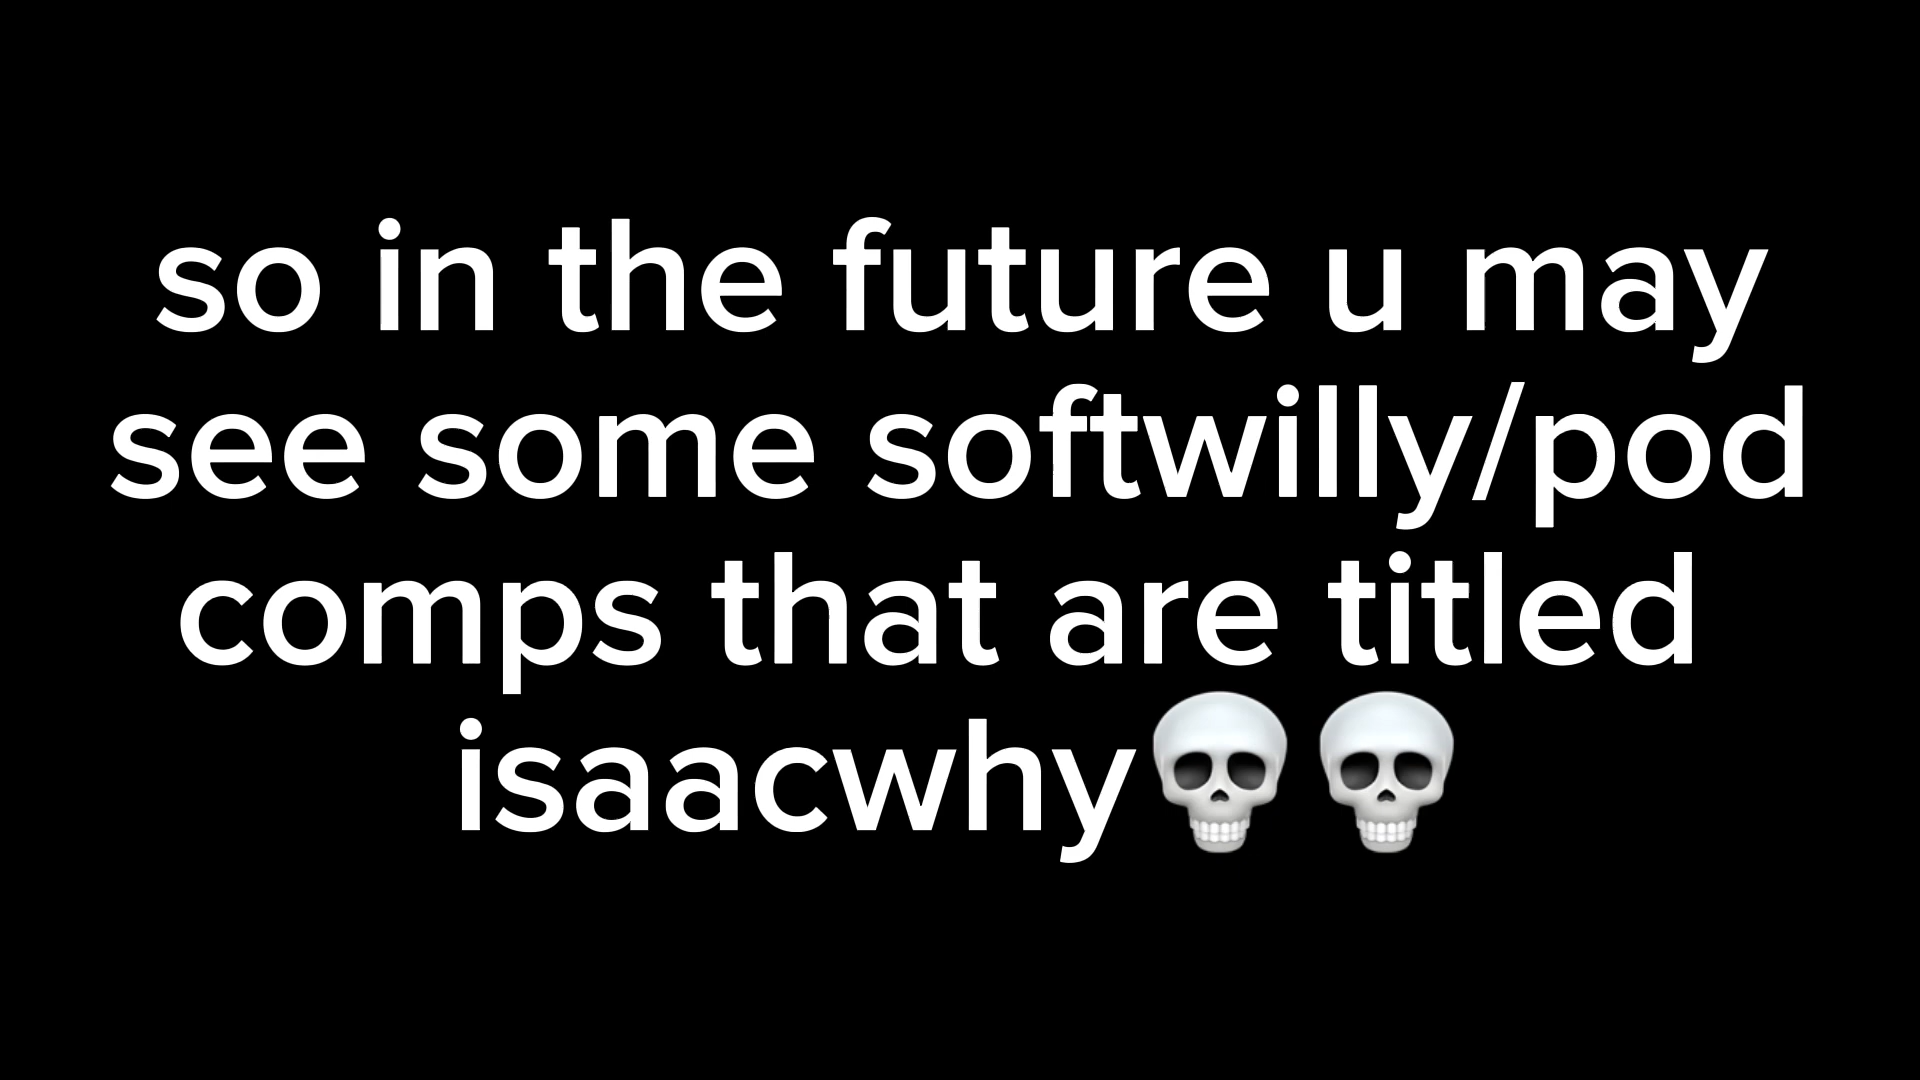 so in the future u may
see some softwilly/pod
comps that are titled
isaacwhy💀💀